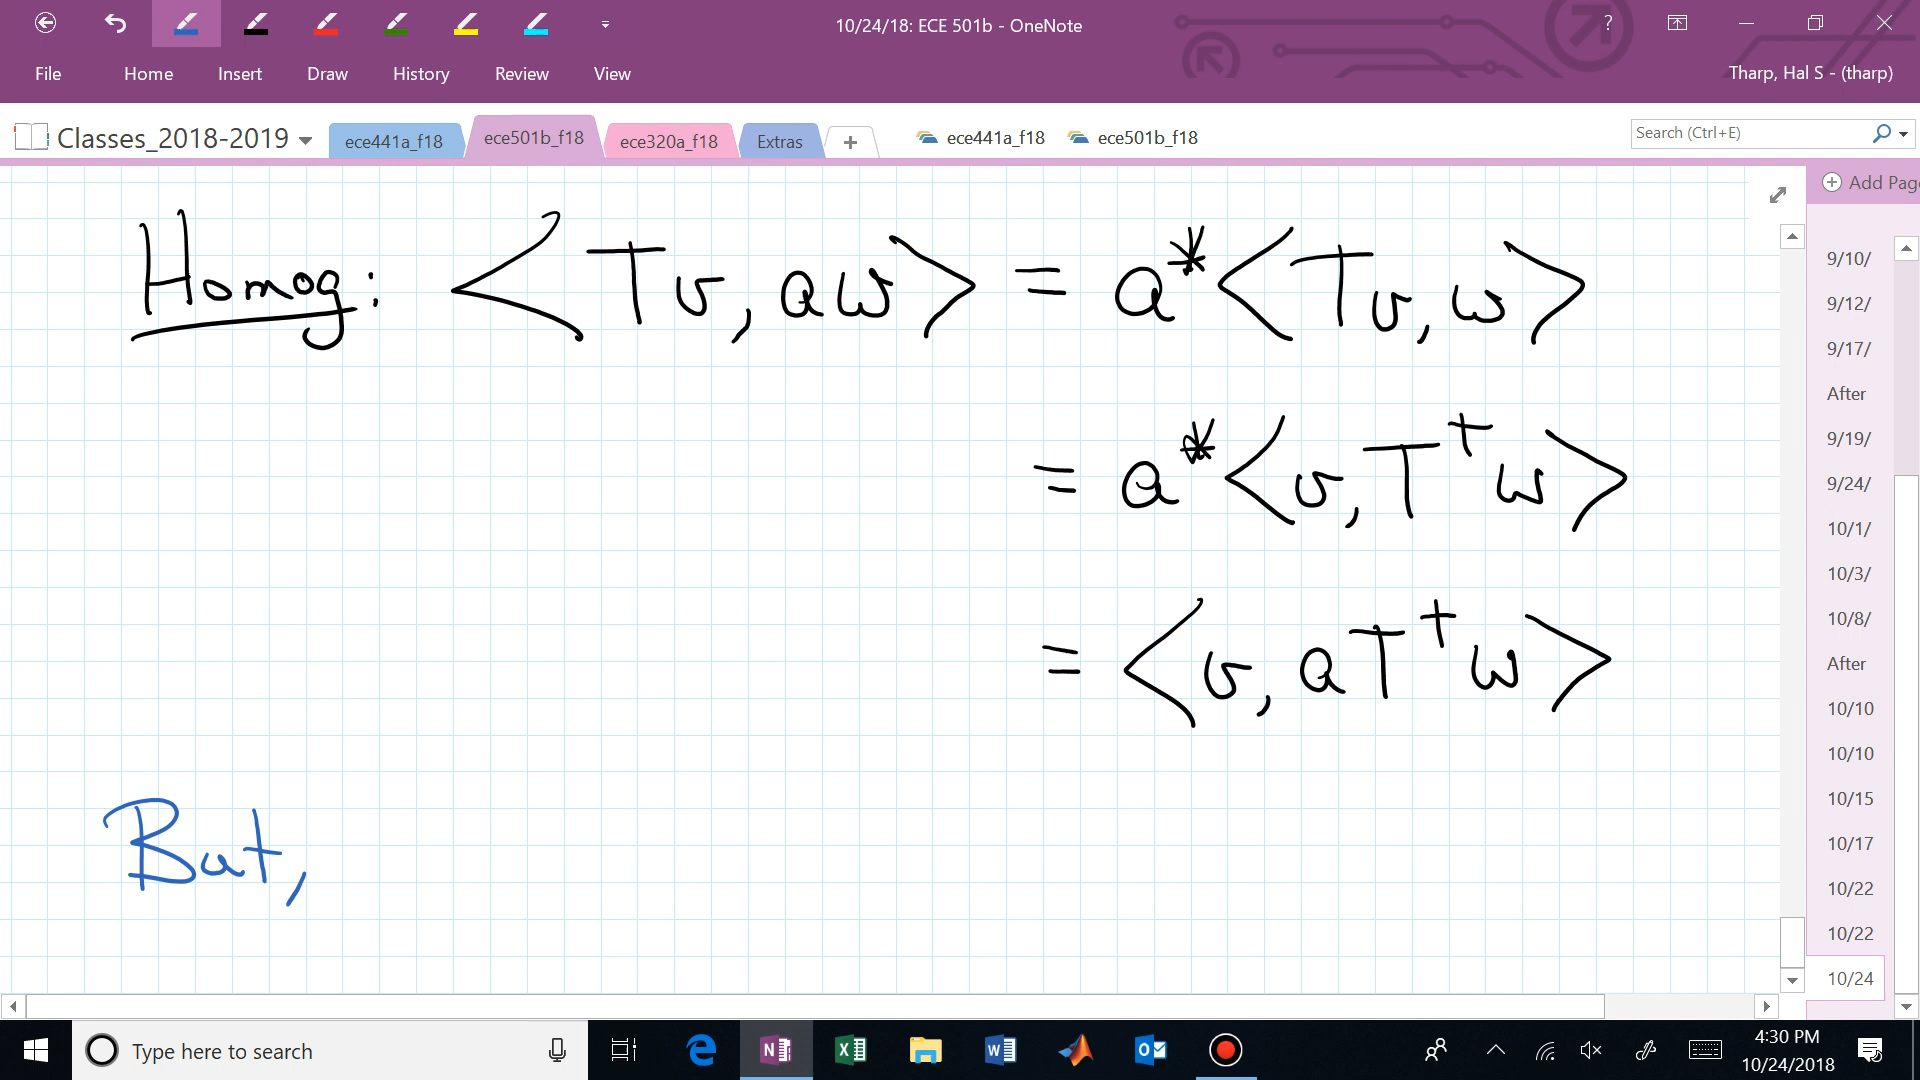 10/24/18: ECE 501b - OneNote
?
File Home Insert Draw History Review View
Tharp, Hal S - (tharp)
Classes_2018-2019
ece441a_f18 ece501b_f18 ece320a_f18 Extras +
ece441a_f18 ece501b_f18
Search (Ctrl+E)
Add Pag
Homog: <Tv, aw> = a*<Tv, w>
= a*<v, T†w>
= <v, aT†w>
But,
9/10/
9/12/
9/17/
After
9/19/
9/24/
10/1/
10/3/
10/8/
After
10/10
10/10
10/15
10/17
10/22
10/22
10/24
Type here to search
4:30 PM
10/24/2018